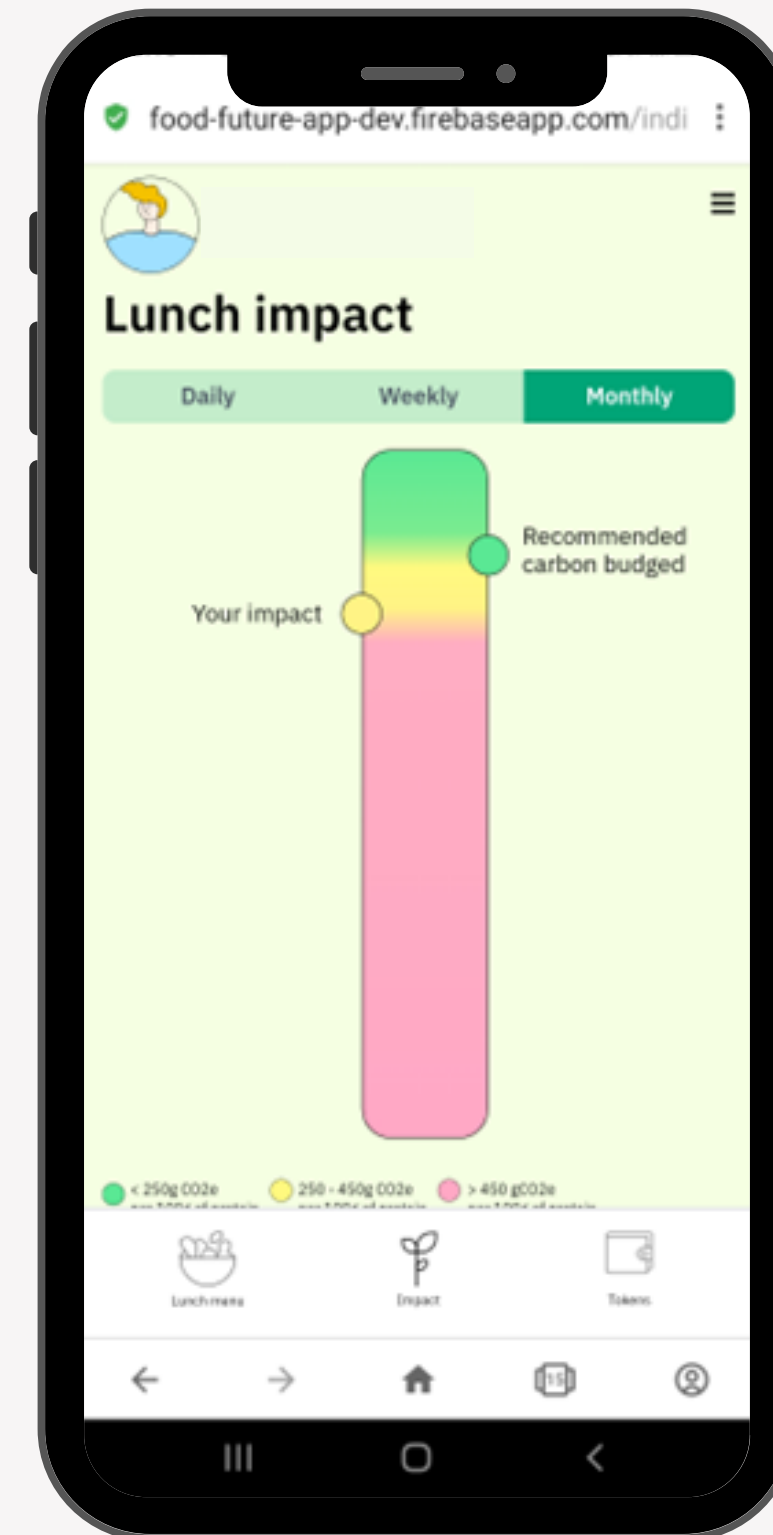 food-future-app-dev.firebaseapp.com/indi
Lunch impact
Daily Weekly Monthly
Recommended
carbon budged
Your impact
< 250g CO2e 250 - 450g CO2e > 450 gCO2e
Lunch menu Impact Tokens
15